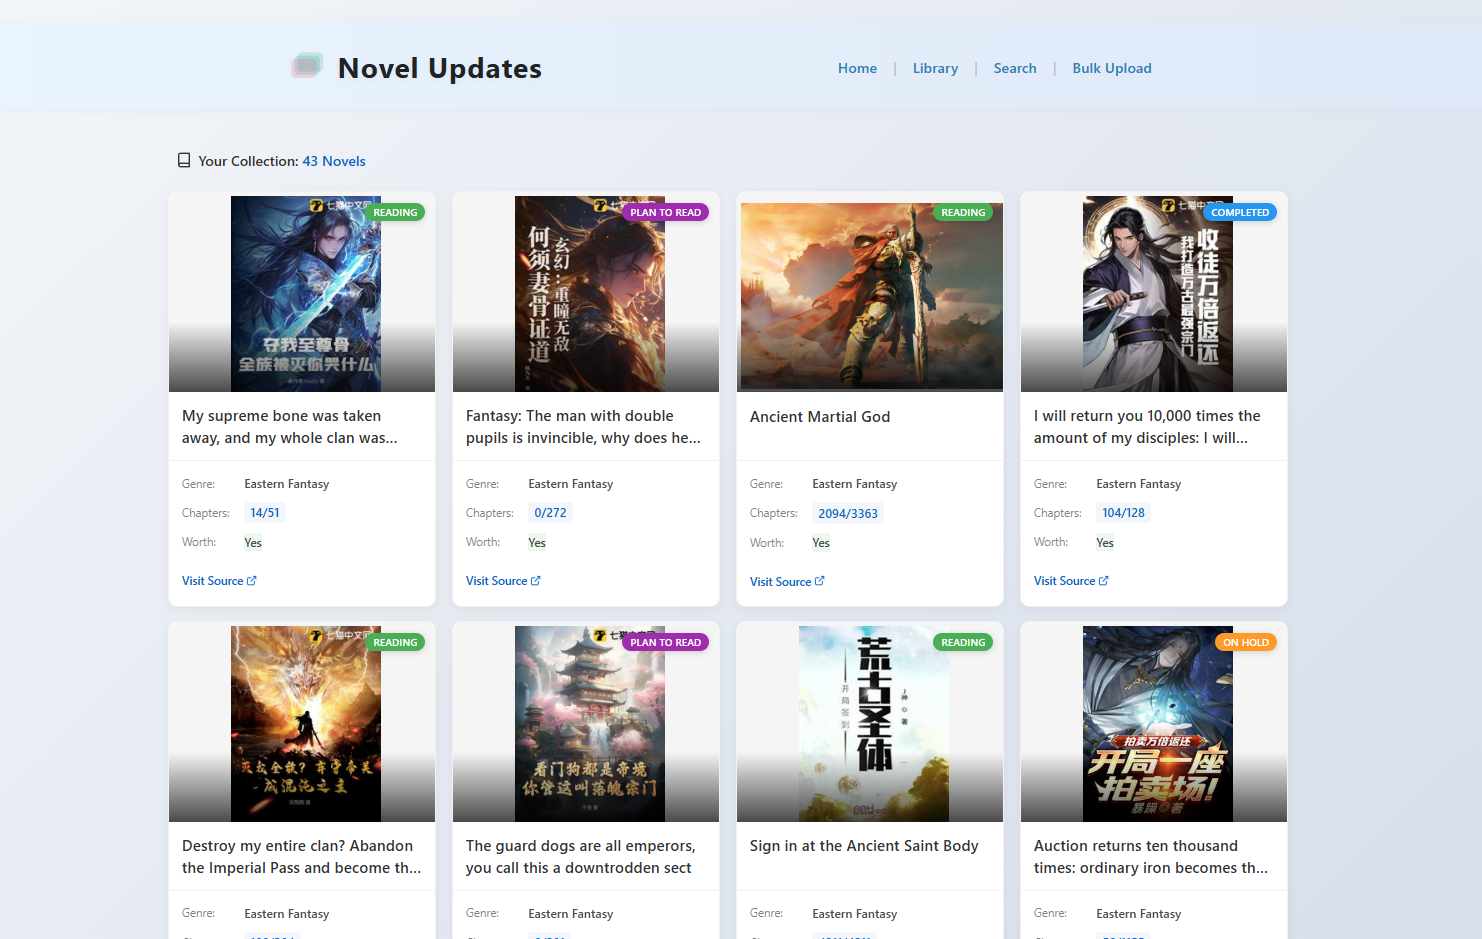 Novel Updates
Home | Library | Search | Bulk Upload
Your Collection: 43 Novels
七猫中文网
READING
夺我至尊骨
全族被灭你哭什么
My supreme bone was taken
away, and my whole clan was...
Genre: Eastern Fantasy
Chapters: 14/51
Worth: Yes
Visit Source
PLAN TO READ
玄幻：重瞳无敌
何须妻骨证道
Fantasy: The man with double
pupils is invincible, why does he...
Genre: Eastern Fantasy
Chapters: 0/272
Worth: Yes
Visit Source
READING
Ancient Martial God
Genre: Eastern Fantasy
Chapters: 2094/3363
Worth: Yes
Visit Source
七猫中文网
COMPLETED
收徒万倍返还
我打造万古最强宗门
I will return you 10,000 times the
amount of my disciples: I will...
Genre: Eastern Fantasy
Chapters: 104/128
Worth: Yes
Visit Source
七猫中文网
READING
灭我全族？弃守帝关
成混沌之主
Destroy my entire clan? Abandon
the Imperial Pass and become th...
Genre: Eastern Fantasy
PLAN TO READ
看门狗都是帝境
你管这叫落魄宗门
The guard dogs are all emperors,
you call this a downtrodden sect
Genre: Eastern Fantasy
READING
荒古圣体
开局签到
J神◎著
Sign in at the Ancient Saint Body
Genre: Eastern Fantasy
ON HOLD
拍卖万倍返还
开局一座
拍卖场!
暴躁◎著
Auction returns ten thousand
times: ordinary iron becomes th...
Genre: Eastern Fantasy